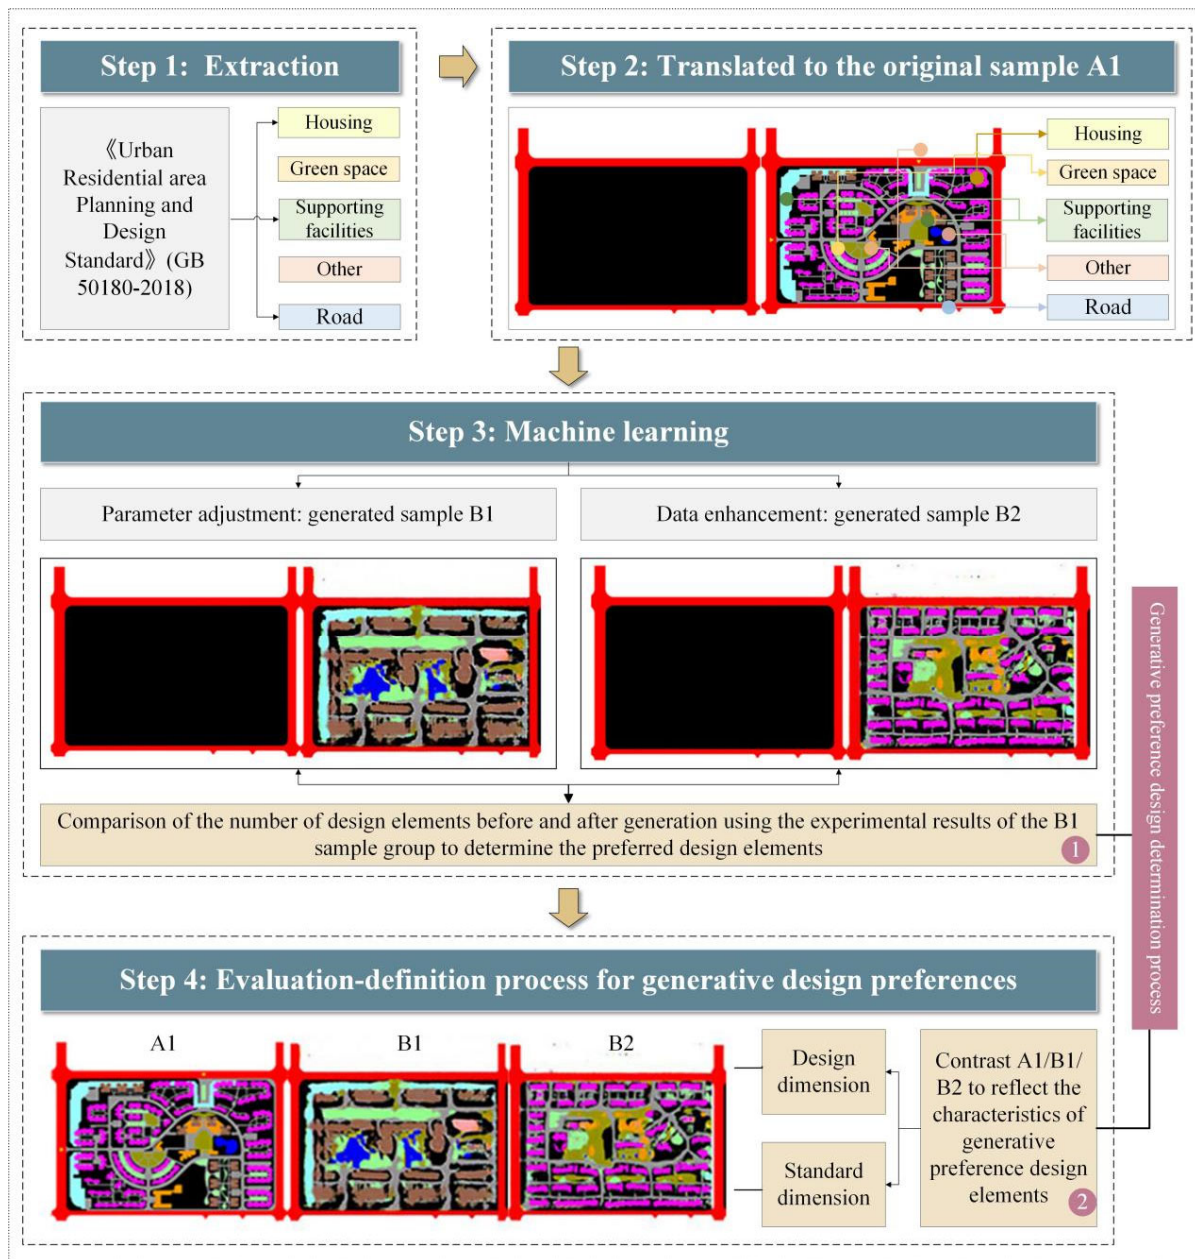 Step 1: Extraction
《Urban
Residential area
Planning and
Design
Standard》(GB
50180-2018)
Housing
Green space
Supporting
facilities
Other
Road
Step 2: Translated to the original sample A1
Housing
Green space
Supporting
facilities
Other
Road
Step 3: Machine learning
Parameter adjustment: generated sample B1
Data enhancement: generated sample B2
Comparison of the number of design elements before and after generation using the experimental results of the B1
sample group to determine the preferred design elements
1
Generative preference design determination process
Step 4: Evaluation-definition process for generative design preferences
A1
B1
B2
Design
dimension
Standard
dimension
Contrast A1/B1/
B2 to reflect the
characteristics of
generative
preference design
elements
2